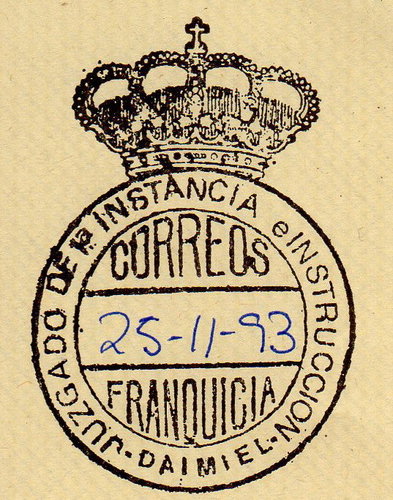 JUZGADO DE 1ª INSTANCIA e INSTRUCCION
CORREOS
25-11-93
FRANQUICIA
-DAIMIEL-